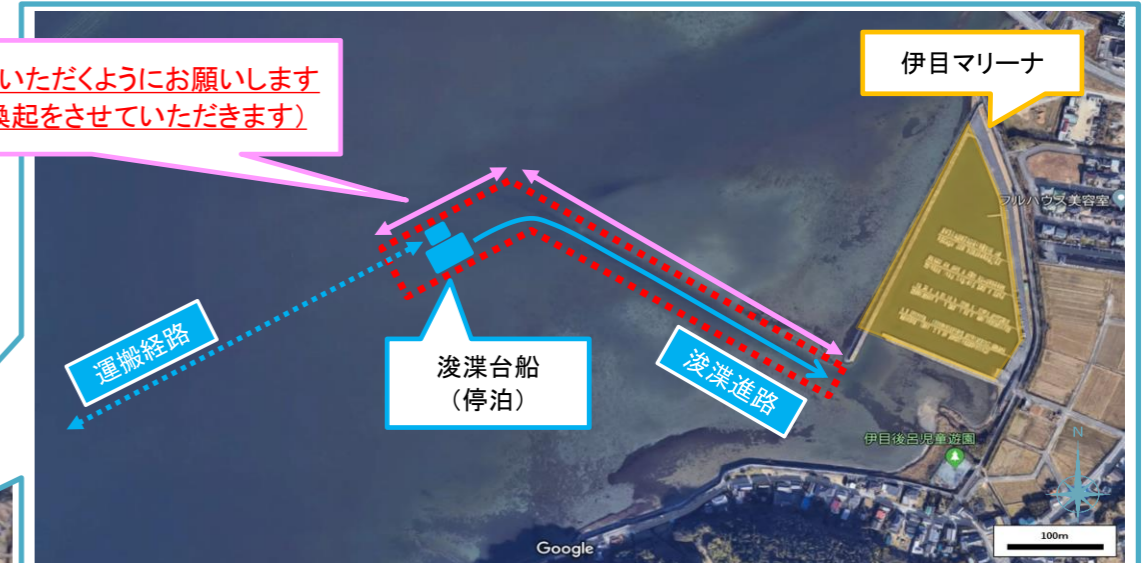 いただくようにお願いします
喚起をさせていただきます）
伊目マリーナ
フルハウス美容室
運搬経路
浚渫台船
（停泊）
浚渫進路
伊目後呂児童遊園
N
100m
Google